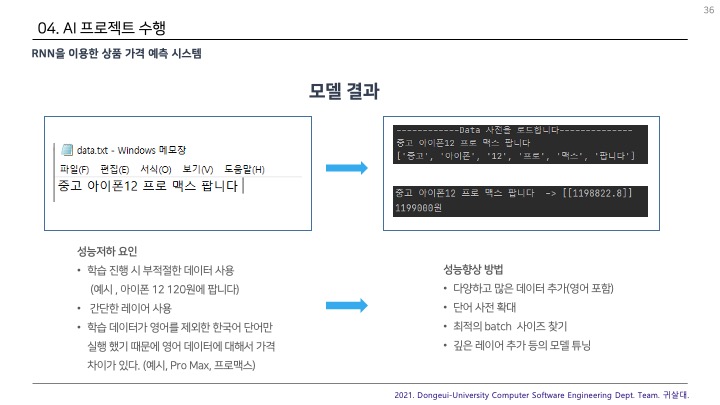 36
04. AI 프로젝트 수행
RNN을 이용한 상품 가격 예측 시스템
모델 결과
data.txt - Windows 메모장
파일(F) 편집(E) 서식(O) 보기(V) 도움말(H)
중고 아이폰12 프로 맥스 팝니다
------------Data 사전을 로드합니다--------------
중고 아이폰12 프로 맥스 팝니다
['중고', '아이폰', '12', '프로', '맥스', '팝니다']
중고 아이폰12 프로 맥스 팝니다 -> [[1198822.8]]
1199000원
성능저하 요인
• 학습 진행 시 부적절한 데이터 사용
(예시 , 아이폰 12 120원에 팝니다)
• 간단한 레이어 사용
• 학습 데이터가 영어를 제외한 한국어 단어만
실행 했기 때문에 영어 데이터에 대해서 가격
차이가 있다. (예시, Pro Max, 프로맥스)
성능향상 방법
• 다양하고 많은 데이터 추가(영어 포함)
• 단어 사전 확대
• 최적의 batch 사이즈 찾기
• 깊은 레이어 추가 등의 모델 튜닝
2021. Dongeui-University Computer Software Engineering Dept. Team. 귀살대.